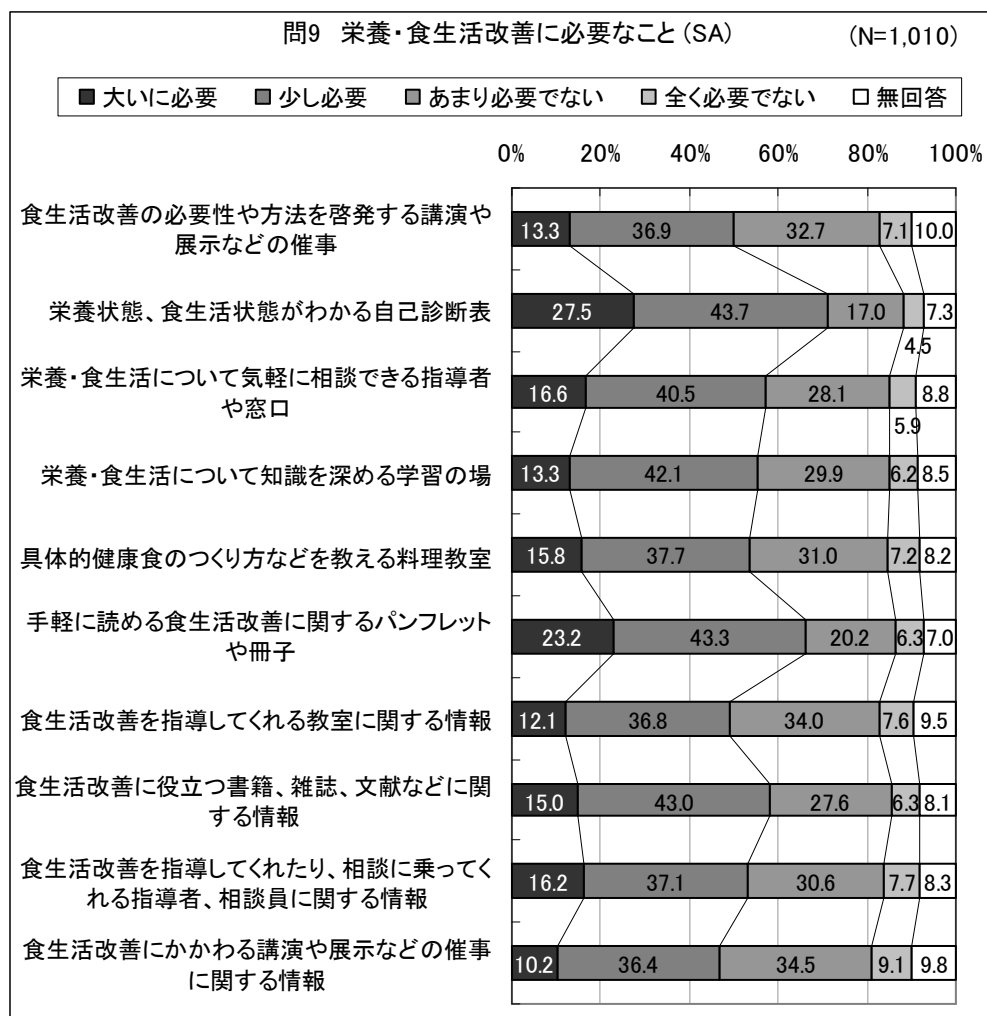 問9 栄養・食生活改善に必要なこと(SA) (N=1,010)
■大いに必要 ■少し必要 ■あまり必要でない ■全く必要でない □無回答
0% 20% 40% 60% 80% 100%
食生活改善の必要性や方法を啓発する講演や
展示などの催事
13.3 36.9 32.7 7.1 10.0
栄養状態、食生活状態がわかる自己診断表
27.5 43.7 17.0 4.5 7.3
栄養・食生活について気軽に相談できる指導者
や窓口
16.6 40.5 28.1 5.9 8.8
栄養・食生活について知識を深める学習の場
13.3 42.1 29.9 6.2 8.5
具体的健康食のつくり方などを教える料理教室
15.8 37.7 31.0 7.2 8.2
手軽に読める食生活改善に関するパンフレット
や冊子
23.2 43.3 20.2 6.3 7.0
食生活改善を指導してくれる教室に関する情報
12.1 36.8 34.0 7.6 9.5
食生活改善に役立つ書籍、雑誌、文献などに関
する情報
15.0 43.0 27.6 6.3 8.1
食生活改善を指導してくれたり、相談に乗ってく
れる指導者、相談員に関する情報
16.2 37.1 30.6 7.7 8.3
食生活改善にかかわる講演や展示などの催事
に関する情報
10.2 36.4 34.5 9.1 9.8